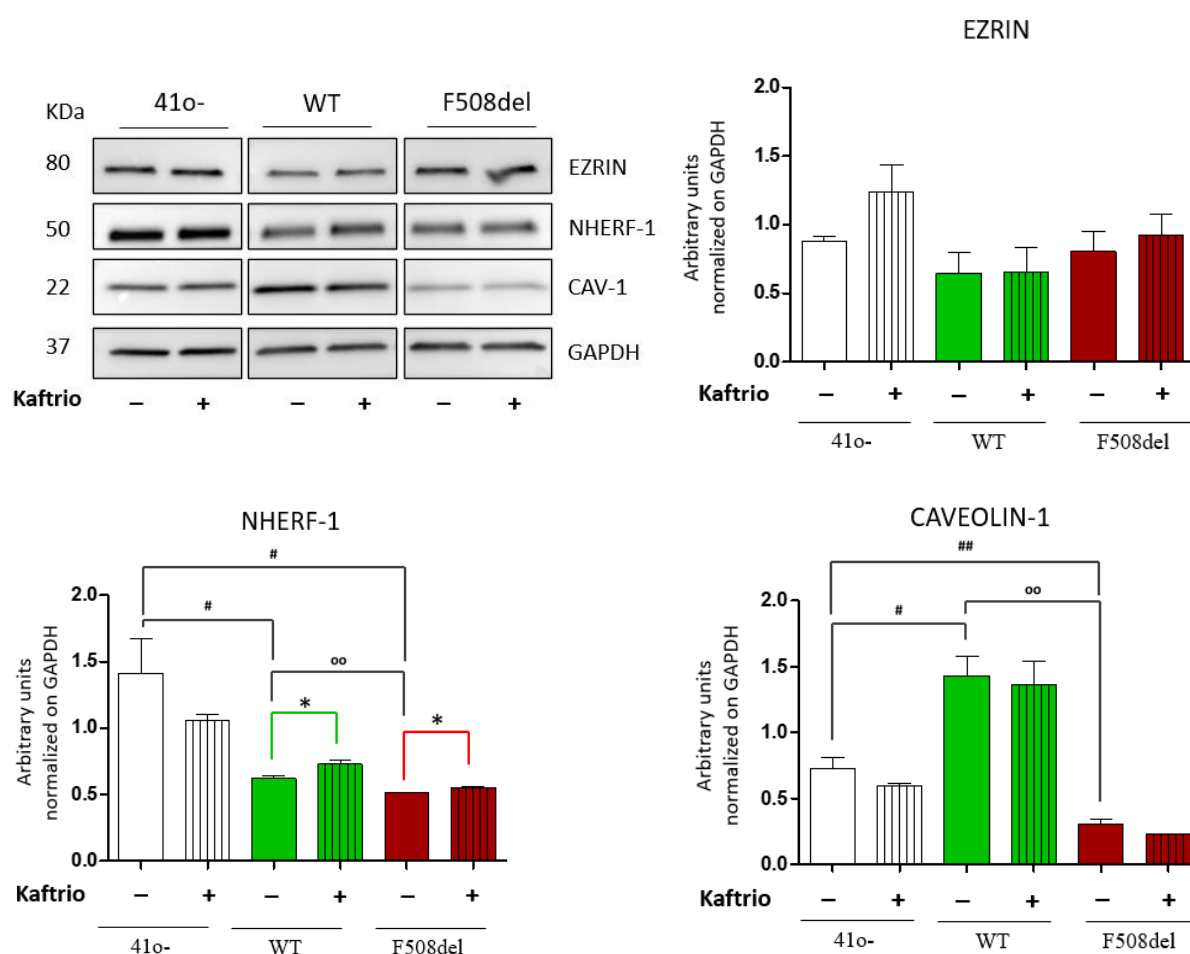 KDa
41o-
WT
F508del
80
EZRIN
50
NHERF-1
22
CAV-1
37
GAPDH
Kaftrio
– + – + – +
EZRIN
Arbitrary units
normalized on GAPDH
2.0
1.5
1.0
0.5
0.0
Kaftrio
– + – + – +
41o- WT F508del
NHERF-1
Arbitrary units
normalized on GAPDH
2.0
1.5
1.0
0.5
0.0
#
#
oo
*
*
Kaftrio
– + – + – +
41o- WT F508del
CAVEOLIN-1
Arbitrary units
normalized on GAPDH
2.0
1.5
1.0
0.5
0.0
##
#
oo
Kaftrio
– + – + – +
41o- WT F508del